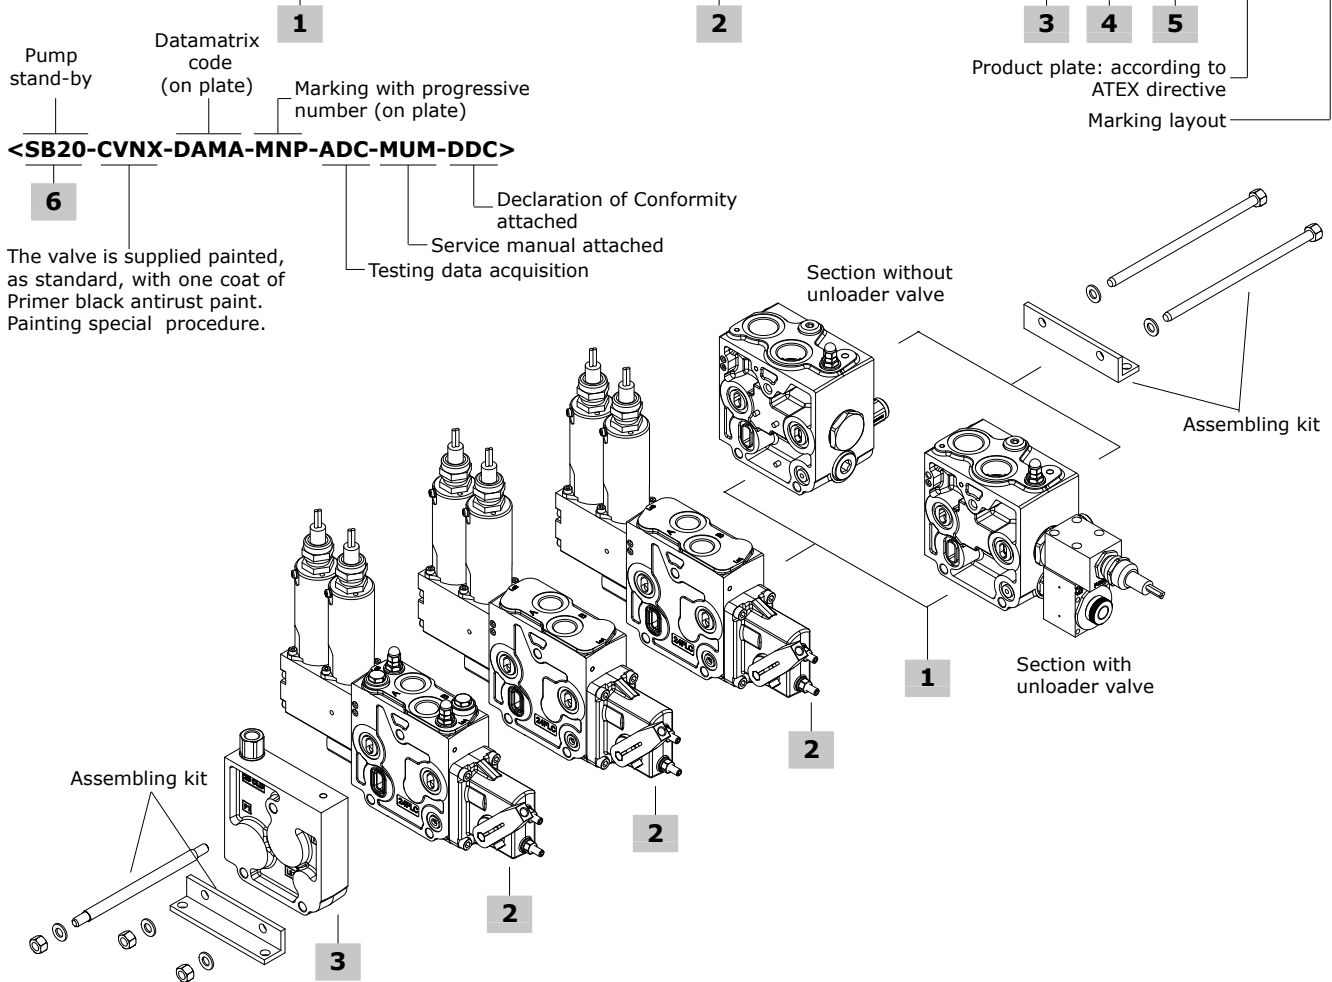 1
2
3
4
5
Product plate: according to
ATEX directive
Marking layout
Pump
stand-by
Datamatrix
code
(on plate)
Marking with progressive
number (on plate)
<SB20-CVNX-DAMA-MNP-ADC-MUM-DDC>
6
Declaration of Conformity
attached
Service manual attached
Testing data acquisition
The valve is supplied painted,
as standard, with one coat of
Primer black antirust paint.
Painting special procedure.
Section without
unloader valve
Assembling kit
1
Section with
unloader valve
2
2
2
Assembling kit
3
A
B
A
B
A
B
24FLC
24FLC
24FLC